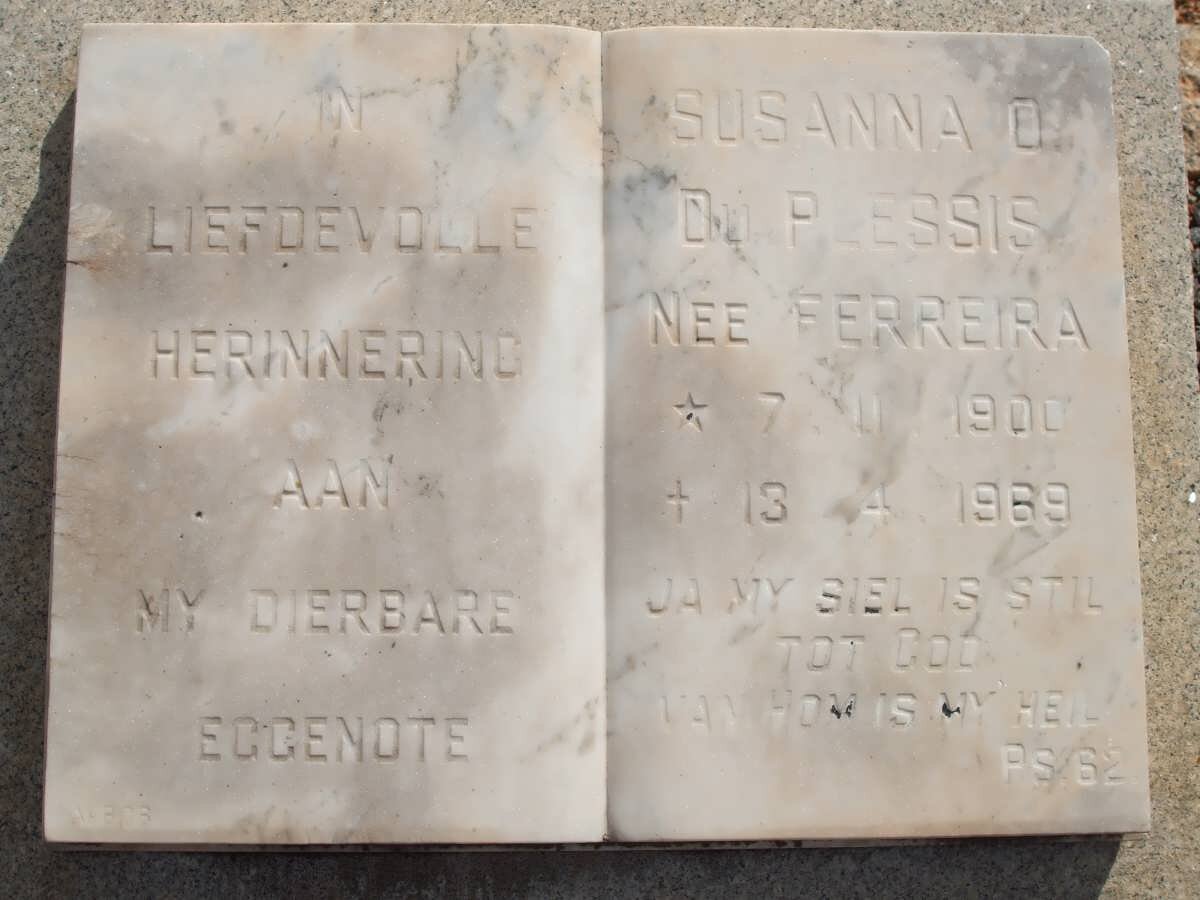 IN
LIEFDEVOLLE
HERINNERING
AAN
MY DIERBARE
EGGENOTE
SUSANNA O.
DU PLESSIS
NEE FERREIRA
★ 7. 11. 1900
† 13. 4. 1969
JA MY SIEL IS STIL
TOT GOD
VAN HOM IS MY HEIL
PS. 62